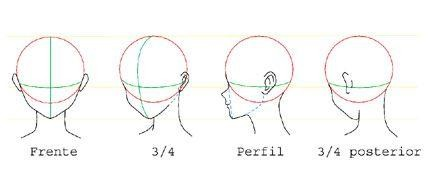 Frente
3/4
Perfil
3/4 posterior